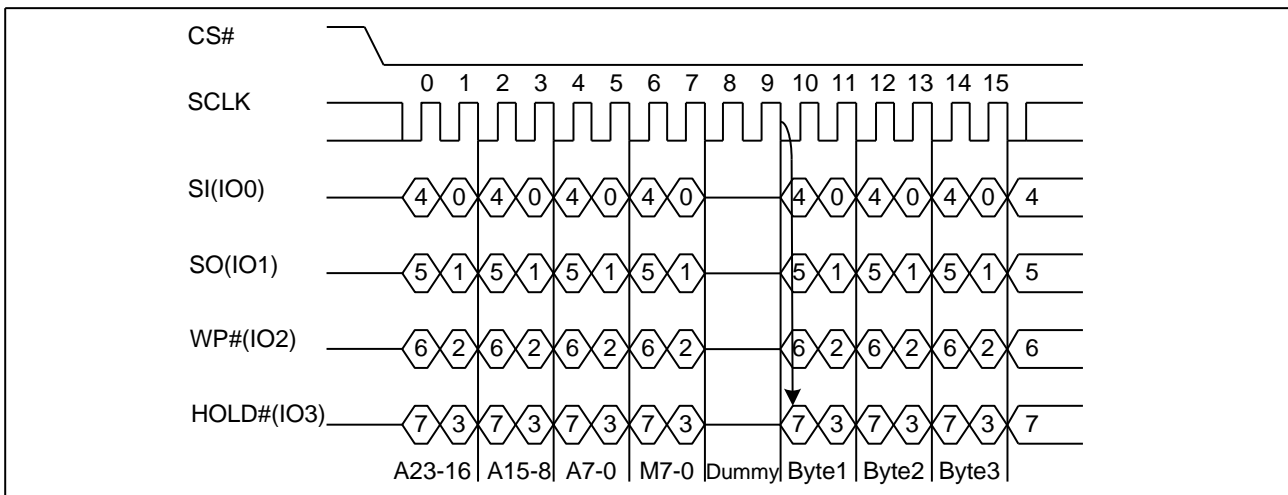 CS#
0 1 2 3 4 5 6 7 8 9 10 11 12 13 14 15
SCLK
SI(IO0) 4 0 4 0 4 0 4 0 4 0 4 0 4 0 4
SO(IO1) 5 1 5 1 5 1 5 1 5 1 5 1 5 1 5
WP#(IO2) 6 2 6 2 6 2 6 2 6 2 6 2 6 2 6
HOLD#(IO3) 7 3 7 3 7 3 7 3 7 3 7 3 7 3 7
A23-16 A15-8 A7-0 M7-0 Dummy Byte1 Byte2 Byte3